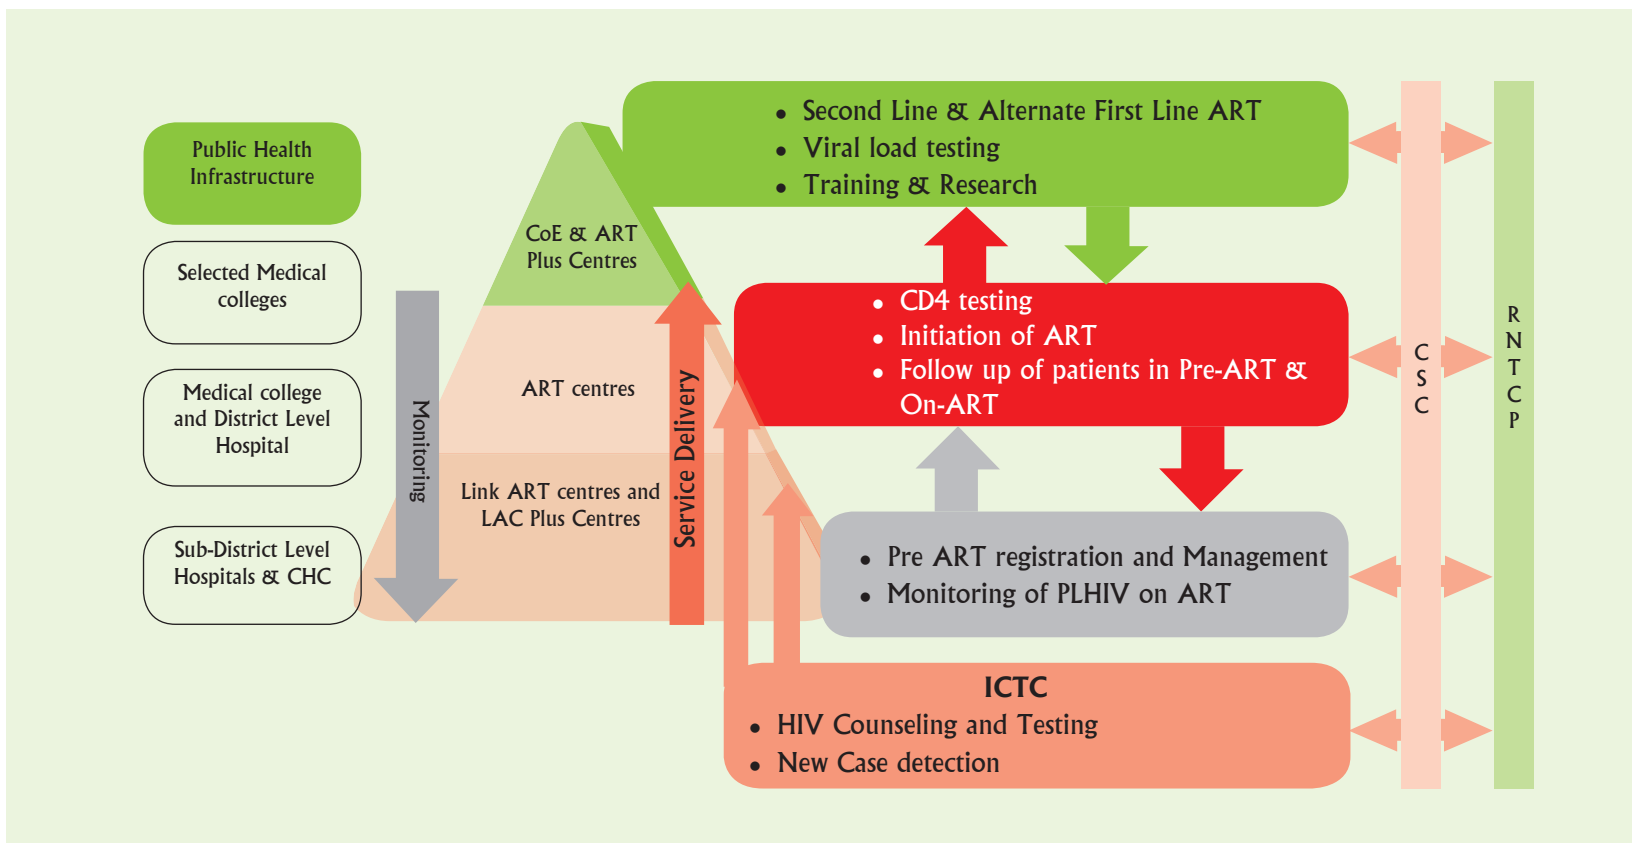 Public Health
Infrastructure
Selected Medical
colleges
Medical college
and District Level
Hospital
Sub-District Level
Hospitals & CHC
Monitoring
CoE & ART
Plus Centres
ART centres
Link ART centres and
LAC Plus Centres
Service Delivery
• Second Line & Alternate First Line ART
• Viral load testing
• Training & Research
• CD4 testing
• Initiation of ART
• Follow up of patients in Pre-ART &
On-ART
• Pre ART registration and Management
• Monitoring of PLHIV on ART
ICTC
• HIV Counseling and Testing
• New Case detection
CSC
RNTCP